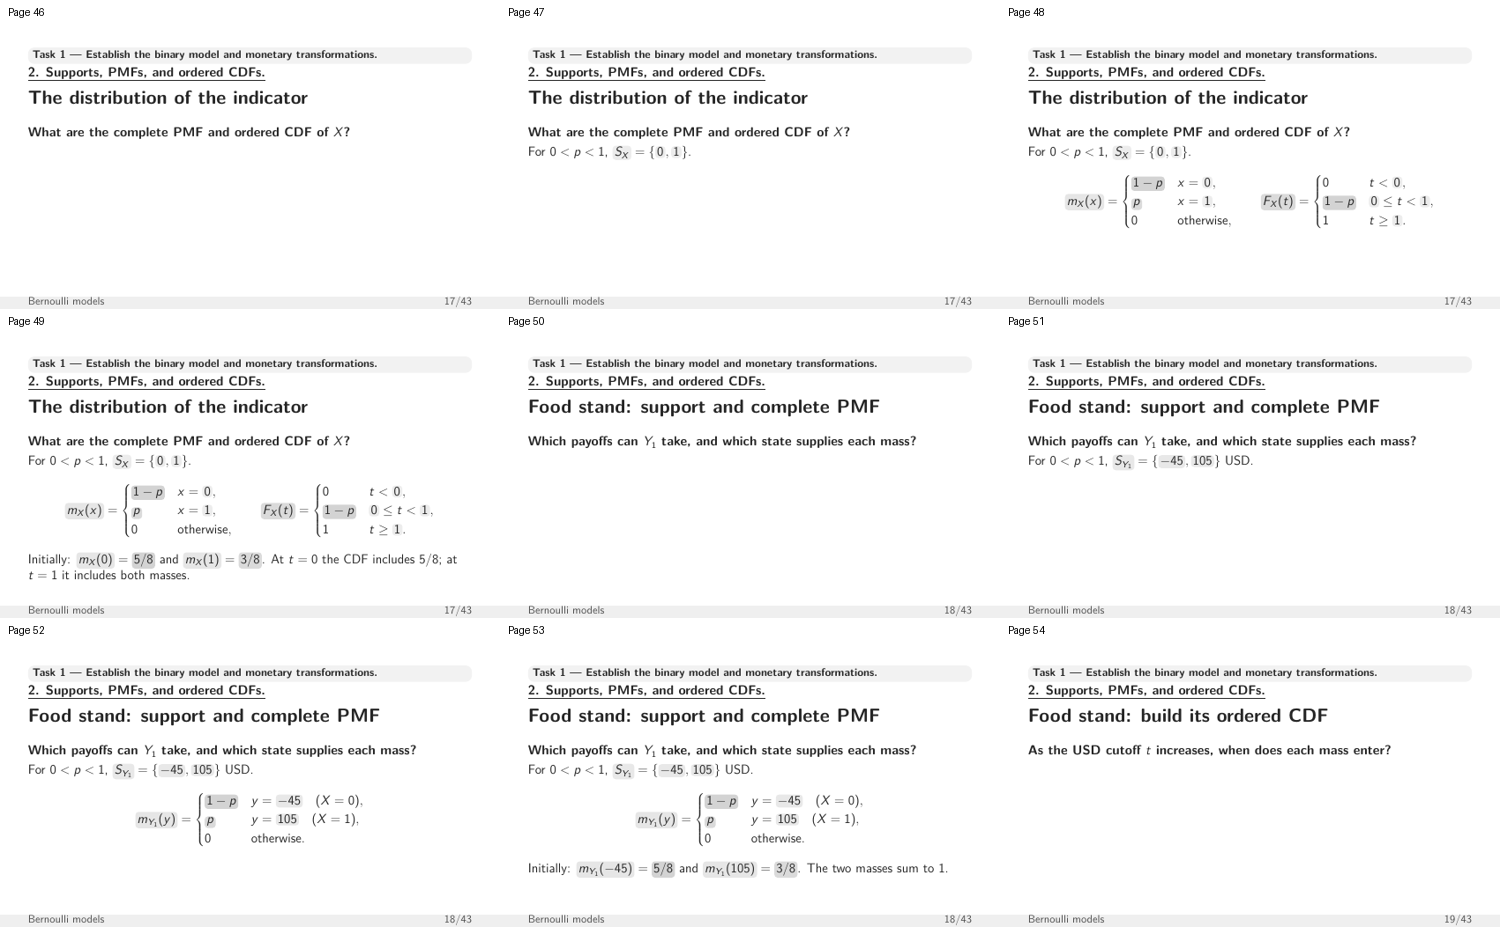 Page 46
Task 1 — Establish the binary model and monetary transformations.
2. Supports, PMFs, and ordered CDFs.
The distribution of the indicator
What are the complete PMF and ordered CDF of X?
Bernoulli models 17/43
Page 47
Task 1 — Establish the binary model and monetary transformations.
2. Supports, PMFs, and ordered CDFs.
The distribution of the indicator
What are the complete PMF and ordered CDF of X?
For 0 < p < 1, S_X = {0, 1}.
Bernoulli models 17/43
Page 48
Task 1 — Establish the binary model and monetary transformations.
2. Supports, PMFs, and ordered CDFs.
The distribution of the indicator
What are the complete PMF and ordered CDF of X?
For 0 < p < 1, S_X = {0, 1}.
1 − p x = 0, 0 t < 0,
m_X(x) = { p x = 1, F_X(t) = { 1 − p 0 ≤ t < 1,
0 otherwise, 1 t ≥ 1.
Bernoulli models 17/43
Page 49
Task 1 — Establish the binary model and monetary transformations.
2. Supports, PMFs, and ordered CDFs.
The distribution of the indicator
What are the complete PMF and ordered CDF of X?
For 0 < p < 1, S_X = {0, 1}.
1 − p x = 0, 0 t < 0,
m_X(x) = { p x = 1, F_X(t) = { 1 − p 0 ≤ t < 1,
0 otherwise, 1 t ≥ 1.
Initially: m_X(0) = 5/8 and m_X(1) = 3/8. At t = 0 the CDF includes 5/8; at
t = 1 it includes both masses.
Bernoulli models 17/43
Page 50
Task 1 — Establish the binary model and monetary transformations.
2. Supports, PMFs, and ordered CDFs.
Food stand: support and complete PMF
Which payoffs can Y₁ take, and which state supplies each mass?
Bernoulli models 18/43
Page 51
Task 1 — Establish the binary model and monetary transformations.
2. Supports, PMFs, and ordered CDFs.
Food stand: support and complete PMF
Which payoffs can Y₁ take, and which state supplies each mass?
For 0 < p < 1, S_Y₁ = {−45, 105} USD.
Bernoulli models 18/43
Page 52
Task 1 — Establish the binary model and monetary transformations.
2. Supports, PMFs, and ordered CDFs.
Food stand: support and complete PMF
Which payoffs can Y₁ take, and which state supplies each mass?
For 0 < p < 1, S_Y₁ = {−45, 105} USD.
1 − p y = −45 (X = 0),
m_Y₁(y) = { p y = 105 (X = 1),
0 otherwise.
Bernoulli models 18/43
Page 53
Task 1 — Establish the binary model and monetary transformations.
2. Supports, PMFs, and ordered CDFs.
Food stand: support and complete PMF
Which payoffs can Y₁ take, and which state supplies each mass?
For 0 < p < 1, S_Y₁ = {−45, 105} USD.
1 − p y = −45 (X = 0),
m_Y₁(y) = { p y = 105 (X = 1),
0 otherwise.
Initially: m_Y₁(−45) = 5/8 and m_Y₁(105) = 3/8. The two masses sum to 1.
Bernoulli models 18/43
Page 54
Task 1 — Establish the binary model and monetary transformations.
2. Supports, PMFs, and ordered CDFs.
Food stand: build its ordered CDF
As the USD cutoff t increases, when does each mass enter?
Bernoulli models 19/43